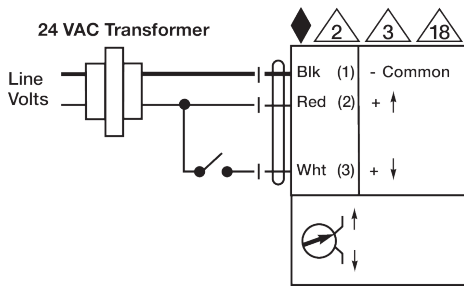 24 VAC Transformer
2 3 18
Line Volts
Blk (1) - Common
Red (2) + ↑
Wht (3) + ↓